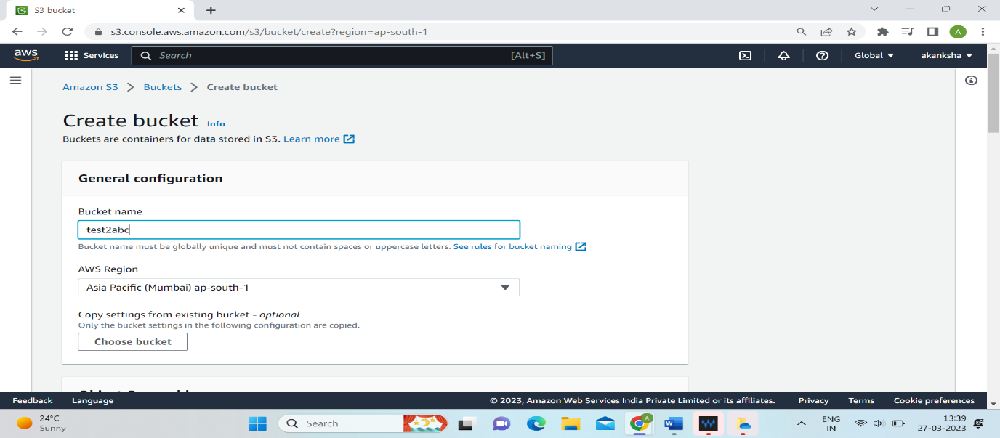 S3 bucket
s3.console.aws.amazon.com/s3/bucket/create?region=ap-south-1
A
aws
Services
Search
[Alt+S]
Global
akanksha
Amazon S3 > Buckets > Create bucket
Create bucket Info
Buckets are containers for data stored in S3. Learn more
General configuration
Bucket name
test2abc
Bucket name must be globally unique and must not contain spaces or uppercase letters. See rules for bucket naming
AWS Region
Asia Pacific (Mumbai) ap-south-1
Copy settings from existing bucket - optional
Only the bucket settings in the following configuration are copied.
Choose bucket
Feedback
Language
© 2023, Amazon Web Services India Private Limited or its affiliates.
Privacy
Terms
Cookie preferences
24°C
Sunny
Search
A
ENG
IN
13:39
27-03-2023